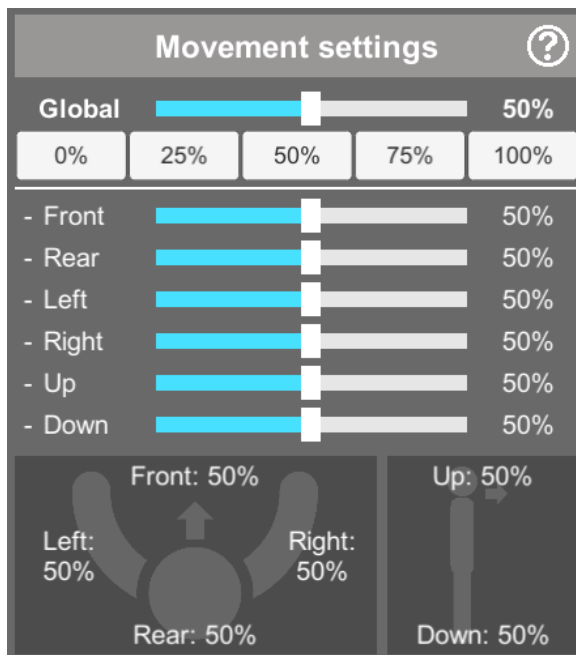 Movement settings ?
Global 50%
0% 25% 50% 75% 100%
- Front 50%
- Rear 50%
- Left 50%
- Right 50%
- Up 50%
- Down 50%
Front: 50%
Left:
50%
Right:
50%
Rear: 50%
Up: 50%
Down: 50%